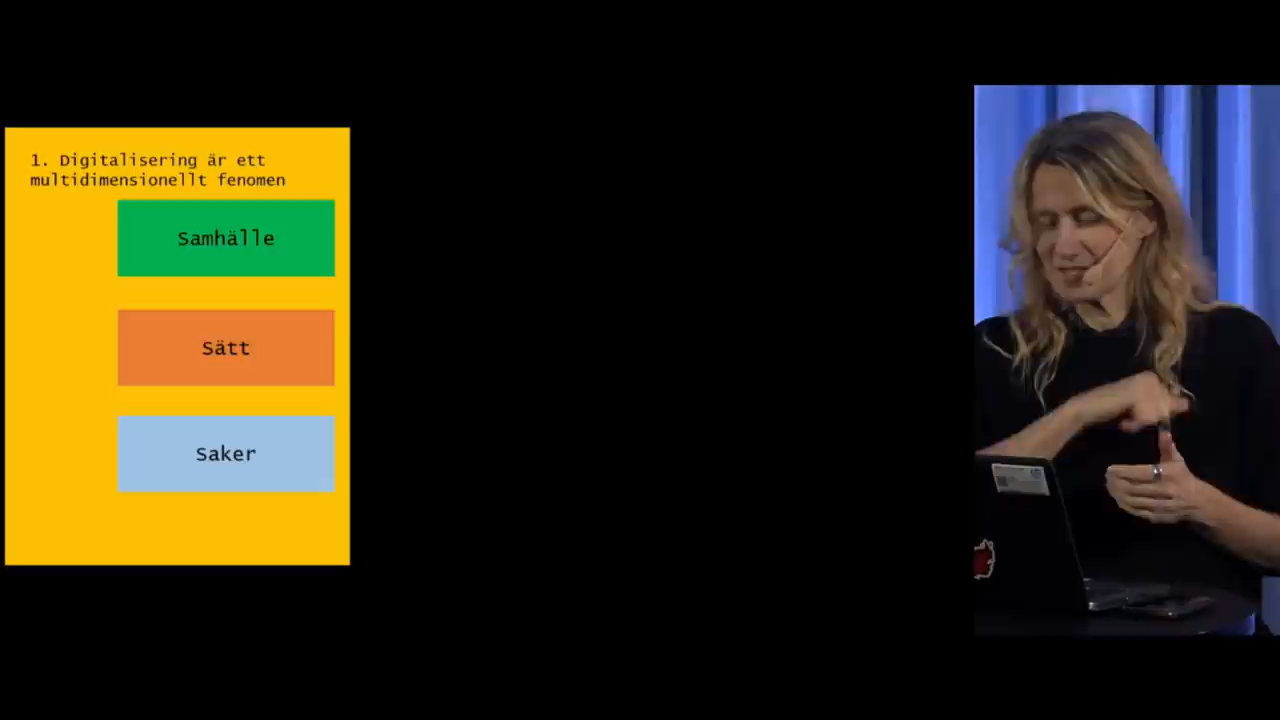 1. Digitalisering är ett
multidimensionellt fenomen
Samhälle
Sätt
Saker